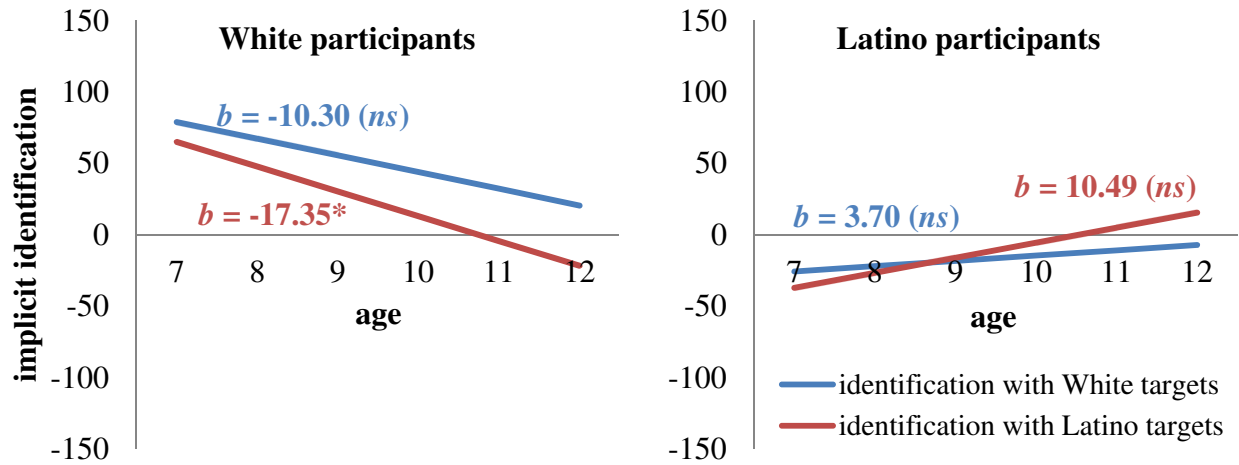 White participants
150
100
50
0
-50
-100
-150
implicit identification
b = -10.30 (ns)
b = -17.35*
7 8 9 10 11 12
age
Latino participants
150
100
50
0
-50
-100
-150
b = 10.49 (ns)
b = 3.70 (ns)
7 8 9 10 11 12
age
identification with White targets
identification with Latino targets